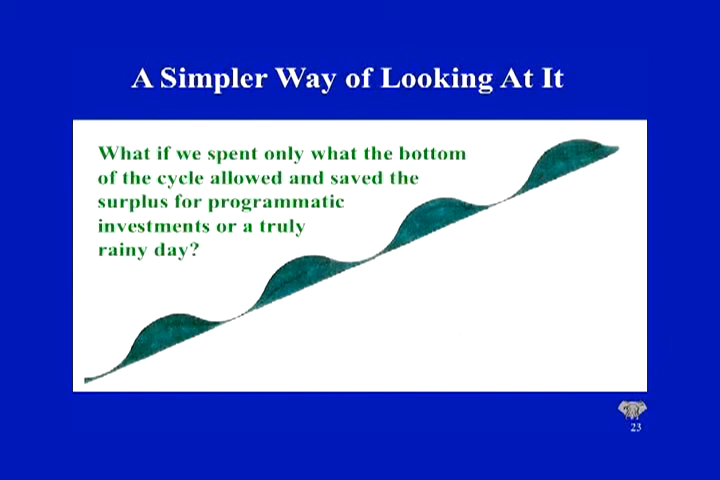 A Simpler Way of Looking At It
What if we spent only what the bottom
of the cycle allowed and saved the
surplus for programmatic
investments or a truly
rainy day?
23